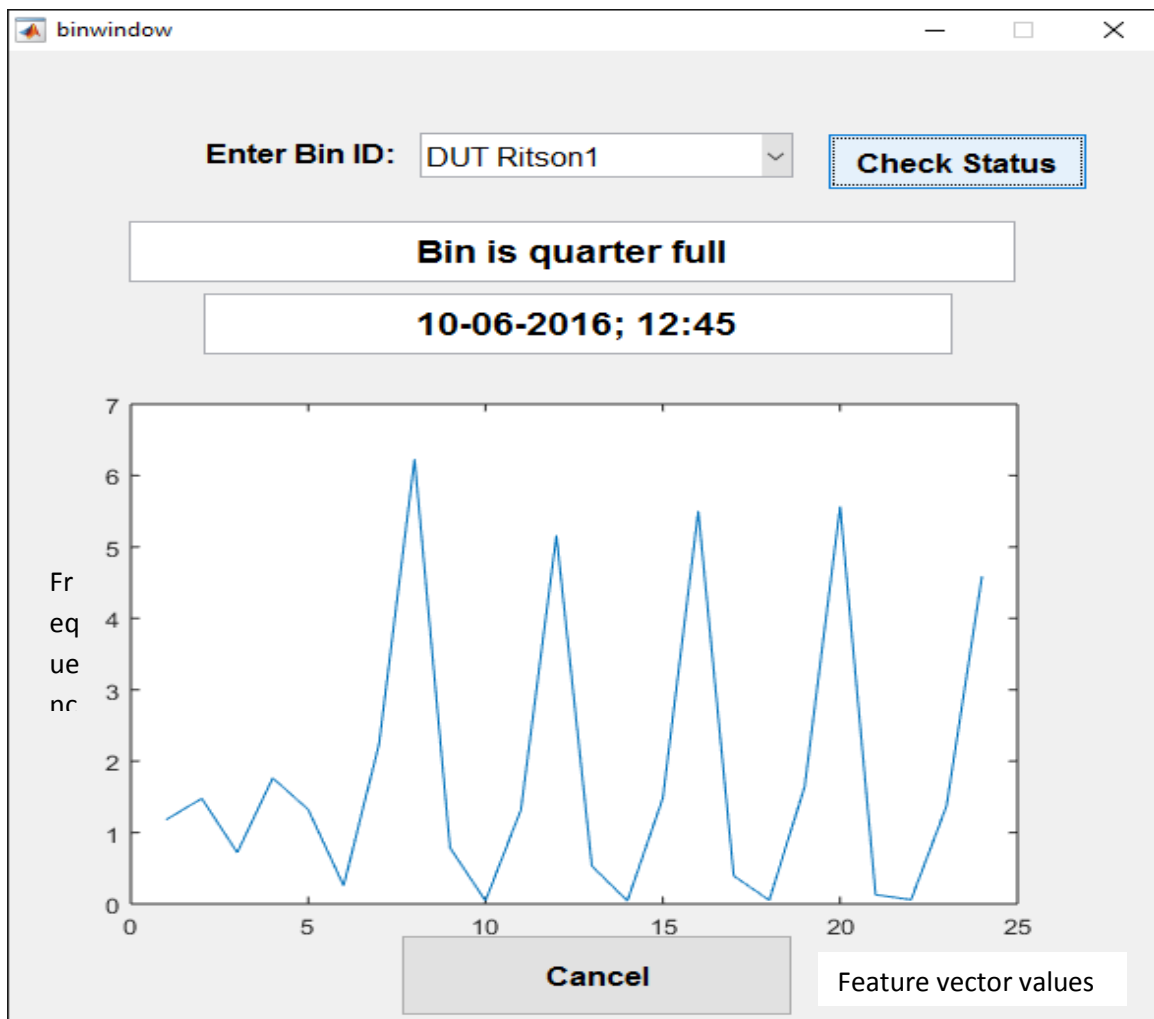 binwindow
Enter Bin ID:
DUT Ritson1
Check Status
Bin is quarter full
10-06-2016; 12:45
7
6
5
4
3
2
1
0
Fr
eq
ue
nc
0 5 10 15 20 25
Cancel
Feature vector values